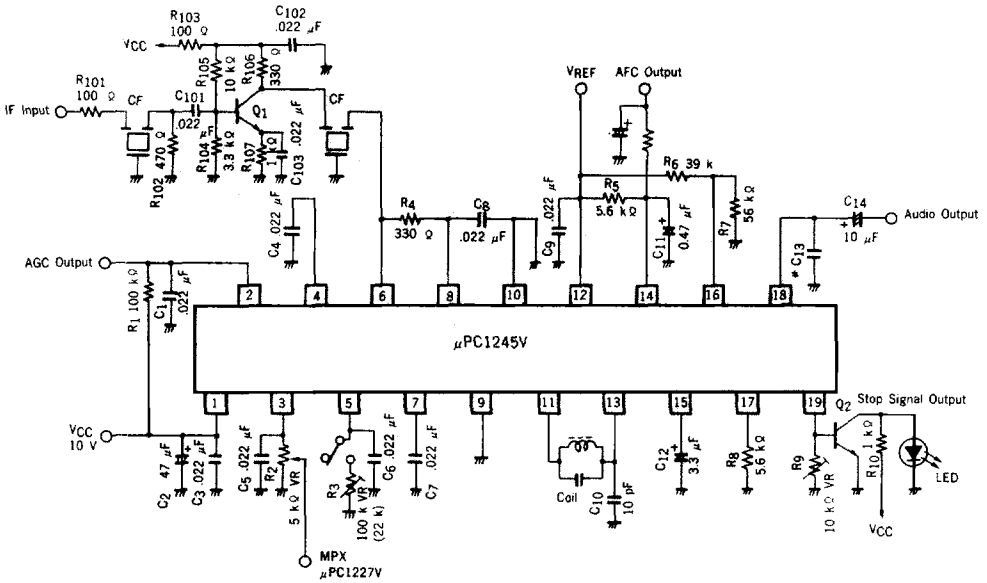 R103
100 Ω
C102
.022 μF
VCC
R105
10 kΩ
R106
330 Ω
R101
100 Ω
IF Input
CF
C101
.022 μF
Q1
CF
R102 470 Ω
R104
3.3 kΩ
R107
1 kΩ
C103 .022 μF
VREF
AFC Output
R6 39 k
R5
5.6 kΩ
R7
56 kΩ
C4 .022 μF
R4
330 Ω
C8
.022 μF
C9
.022 μF
C11
0.47 μF
C14
10 μF
Audio Output
* C13
AGC Output
R1 100 kΩ
C1
.022 μF
2
4
6
8
10
12
14
16
18
μPC1245V
1
3
5
7
9
11
13
15
17
19
VCC
10 V
C2
47 μF
C3 .022 μF
C5 .022 μF
R2
5 kΩ VR
R3
100 k VR
(22 k)
C6 .022 μF
C7
.022 μF
Coil
C10
10 pF
C12
3.3 μF
R8
5.6 kΩ
R9
10 kΩ VR
Q2
Stop Signal Output
R10 1 kΩ
LED
VCC
MPX
μPC1227V